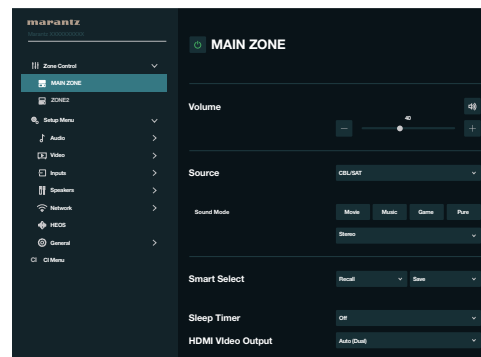 marantz
Zone Control
MAIN ZONE
ZONE2
Setup Menu
Audio
Video
Inputs
Speakers
Network
HEOS
General
CI CI Menu
MAIN ZONE
Volume
40
Source
CBL/SAT
Sound Mode
Movie Music Game Pure
Stereo
Smart Select
Recall Save
Sleep Timer
Off
HDMI Video Output
Auto (Dual)